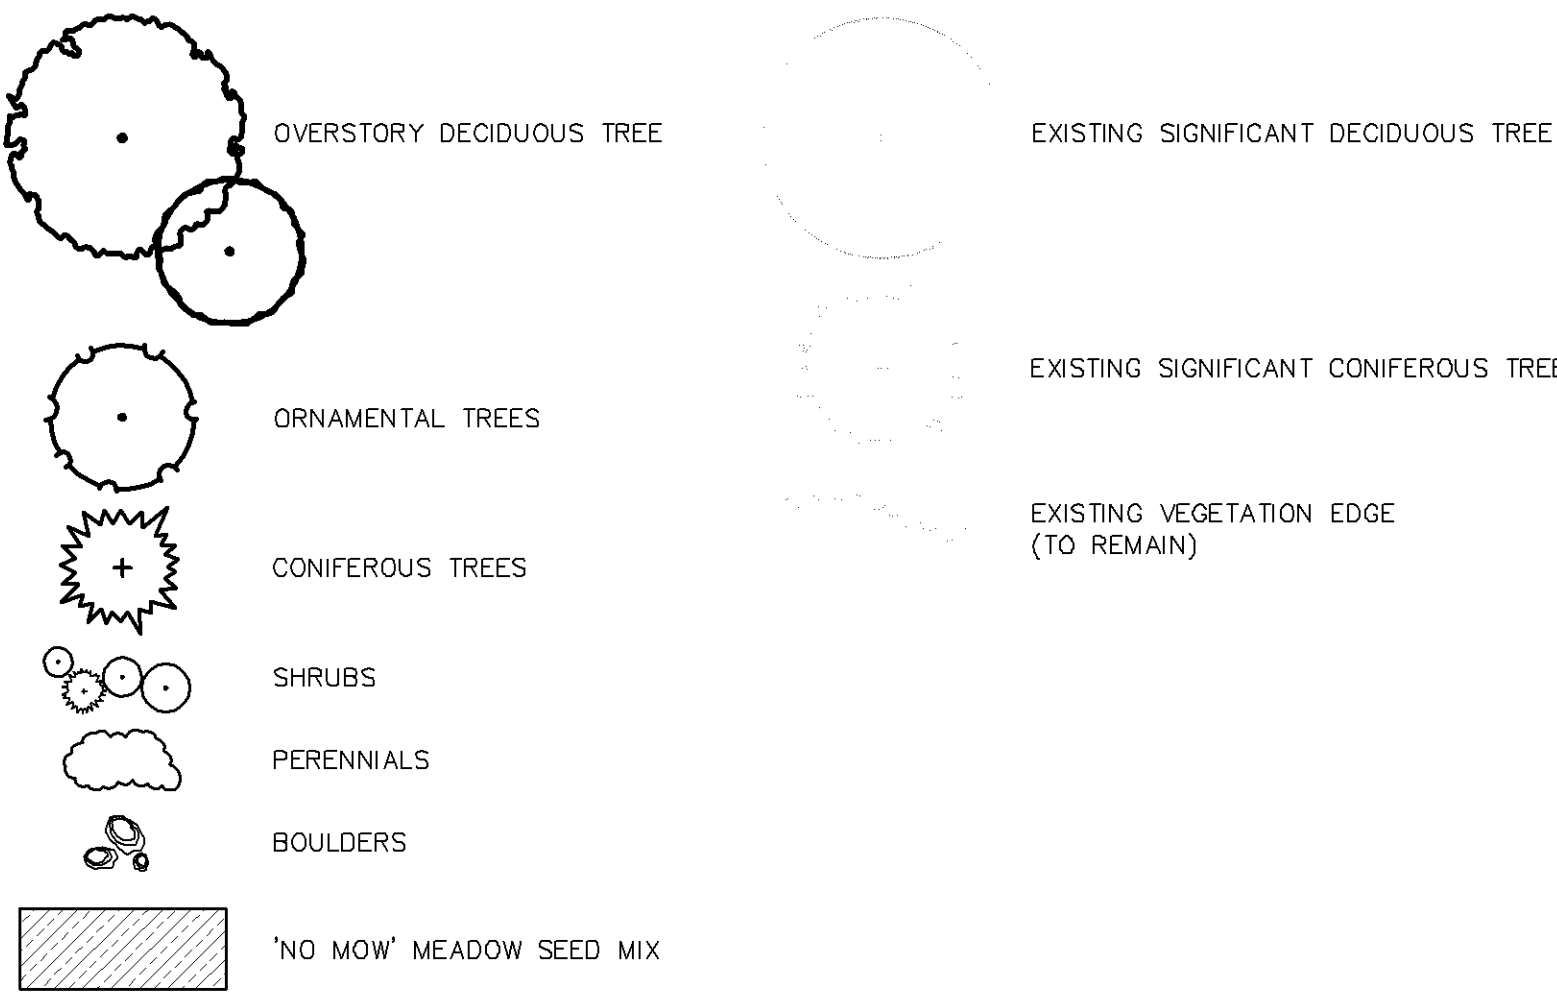 OVERSTORY DECIDUOUS TREE
ORNAMENTAL TREES
CONIFEROUS TREES
SHRUBS
PERENNIALS
BOULDERS
'NO MOW' MEADOW SEED MIX
EXISTING SIGNIFICANT DECIDUOUS TREE
EXISTING SIGNIFICANT CONIFEROUS TREE
EXISTING VEGETATION EDGE
(TO REMAIN)